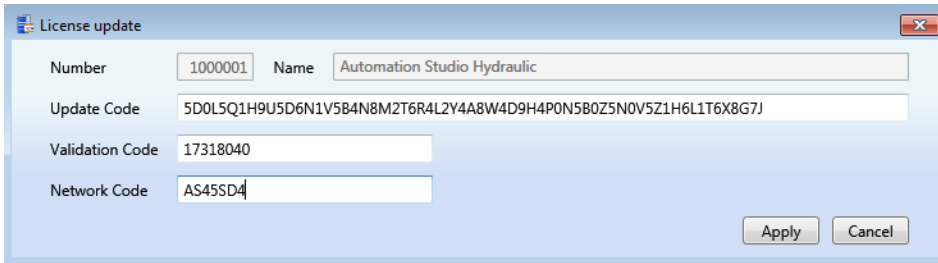 License update
Number 1000001 Name Automation Studio Hydraulic
Update Code 5D0L5Q1H9U5D6N1V5B4N8M2T6R4L2Y4A8W4D9H4P0N5B0Z5N0V5Z1H6L1T6X8G7J
Validation Code 17318040
Network Code AS45SD4
Apply Cancel